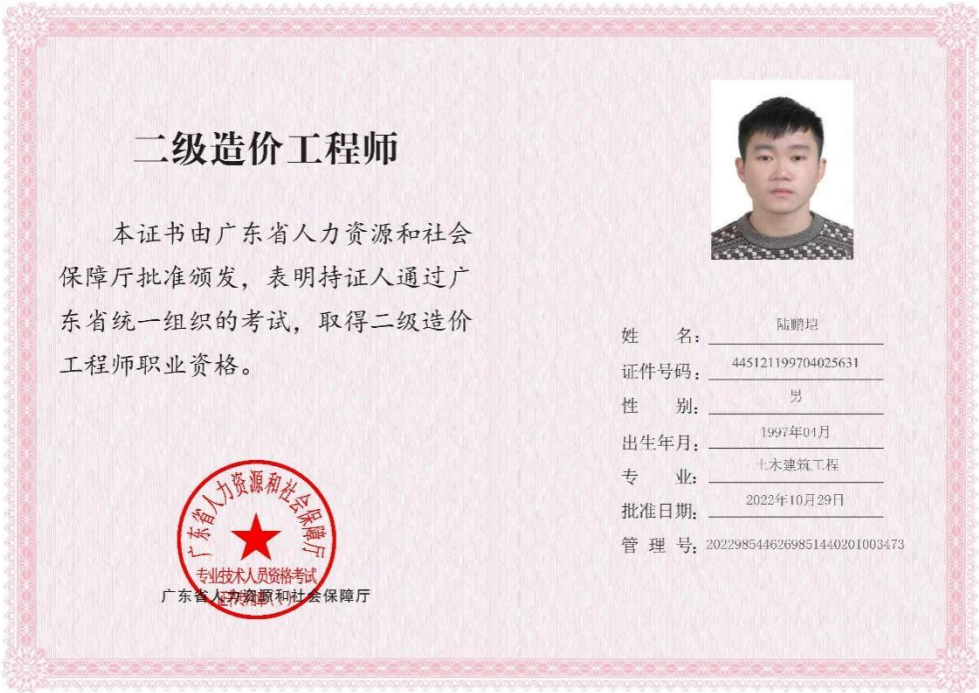 二级造价工程师
本证书由广东省人力资源和社会
保障厅批准颁发，表明持证人通过广
东省统一组织的考试，取得二级造价
工程师职业资格。
广东省人力资源和社会保障厅
专业技术人员资格考试
广东省人力资源和社会保障厅
姓 名： 陆鹏垲
证件号码： 445121199704025631
性 别： 男
出生年月： 1997年04月
专 业： 土木建筑工程
批准日期： 2022年10月29日
管 理 号： 2022985446269851440201003473